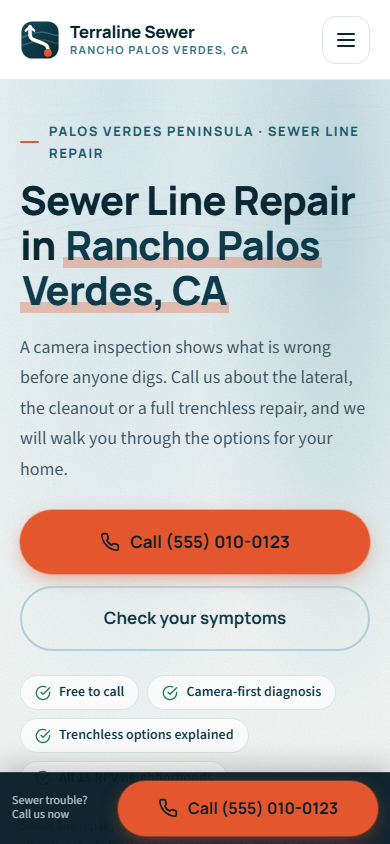 Terraline Sewer
RANCHO PALOS VERDES, CA
PALOS VERDES PENINSULA · SEWER LINE
REPAIR
Sewer Line Repair
in Rancho Palos
Verdes, CA
A camera inspection shows what is wrong
before anyone digs. Call us about the lateral,
the cleanout or a full trenchless repair, and we
will walk you through the options for your
home.
Call (555) 010-0123
Check your symptoms
Free to call
Camera-first diagnosis
Trenchless options explained
All 15 RPV neighborhoods
Sewer trouble?
Call us now
Call (555) 010-0123